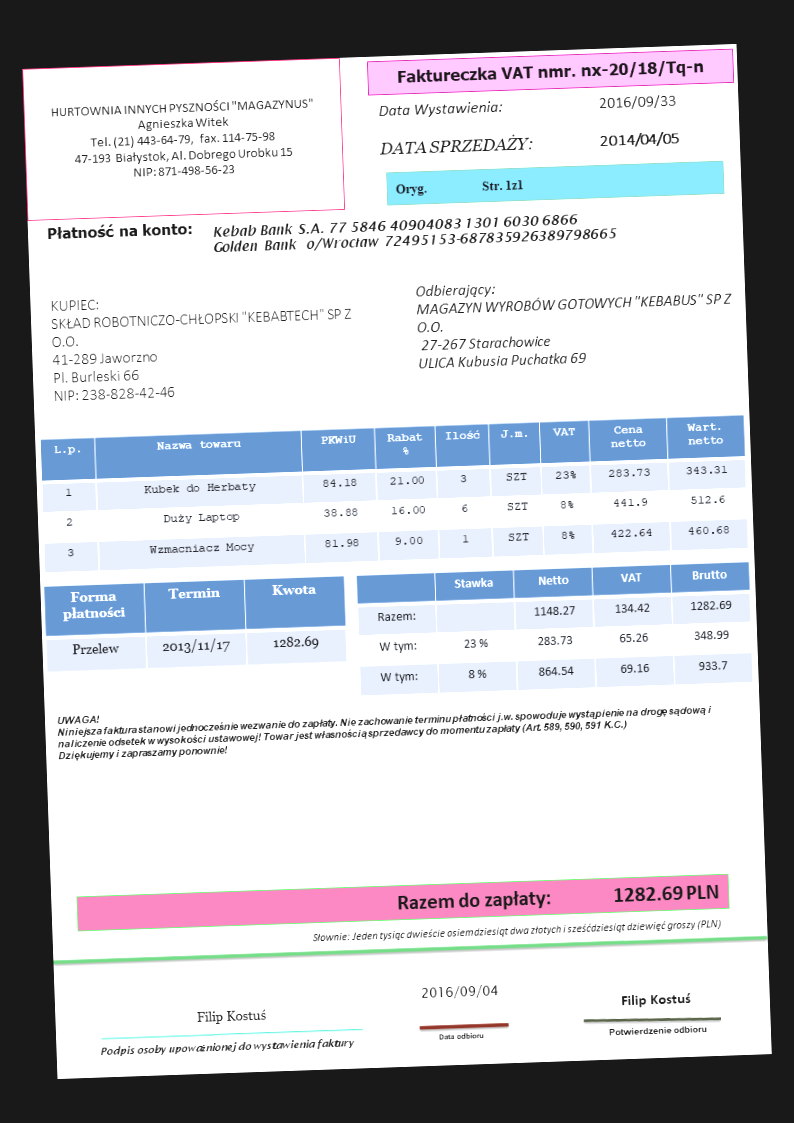 HURTOWNIA INNYCH PYSZNOŚCI "MAGAZYNUS"
Agnieszka Witek
Tel. (21) 443-64-79, fax. 114-75-98
47-193 Białystok, Al. Dobrego Urobku 15
NIP: 871-498-56-23
Faktureczka VAT nmr. nx-20/18/Tq-n
Data Wystawienia: 2016/09/33
DATA SPRZEDAŻY: 2014/04/05
Oryg. Str. 1z1
Płatność na konto: Kebab Bank S.A. 77 5846 40904083 1301 6030 6866
Golden Bank o/Wrocław 72495153-687835926389798665
KUPIEC:
SKŁAD ROBOTNICZO-CHŁOPSKI "KEBABTECH" SP Z
O.O.
41-289 Jaworzno
Pl. Burleski 66
NIP: 238-828-42-46
Odbierający:
MAGAZYN WYROBÓW GOTOWYCH "KEBABUS" SP Z
O.O.
27-267 Starachowice
ULICA Kubusia Puchatka 69
L.p. Nazwa towaru PKWiU Rabat % Ilość J.m. VAT Cena netto Wart. netto
1 Kubek do Herbaty 84.18 21.00 3 SZT 23% 283.73 343.31
2 Duży Laptop 38.88 16.00 6 SZT 8% 441.9 512.6
3 Wzmacniacz Mocy 81.98 9.00 1 SZT 8% 422.64 460.68
Forma płatności Termin Kwota
Przelew 2013/11/17 1282.69
Stawka Netto VAT Brutto
Razem: 1148.27 134.42 1282.69
W tym: 23 % 283.73 65.26 348.99
W tym: 8 % 864.54 69.16 933.7
UWAGA!
Niniejsza faktura stanowi jednocześnie wezwanie do zapłaty. Nie zachowanie terminu płatności j.w. spowoduje wystąpienie na drogę sądową i
naliczenie odsetek w wysokości ustawowej! Towar jest własnością sprzedawcy do momentu zapłaty (Art. 589, 590, 591 K.C.)
Dziękujemy i zapraszamy ponownie!
Razem do zapłaty: 1282.69 PLN
Słownie: Jeden tysiąc dwieście osiemdziesiąt dwa złotych i sześćdziesiąt dziewięć groszy (PLN)
Filip Kostuś
Podpis osoby upoważnionej do wystawienia faktury
2016/09/04
Data odbioru
Filip Kostuś
Potwierdzenie odbioru